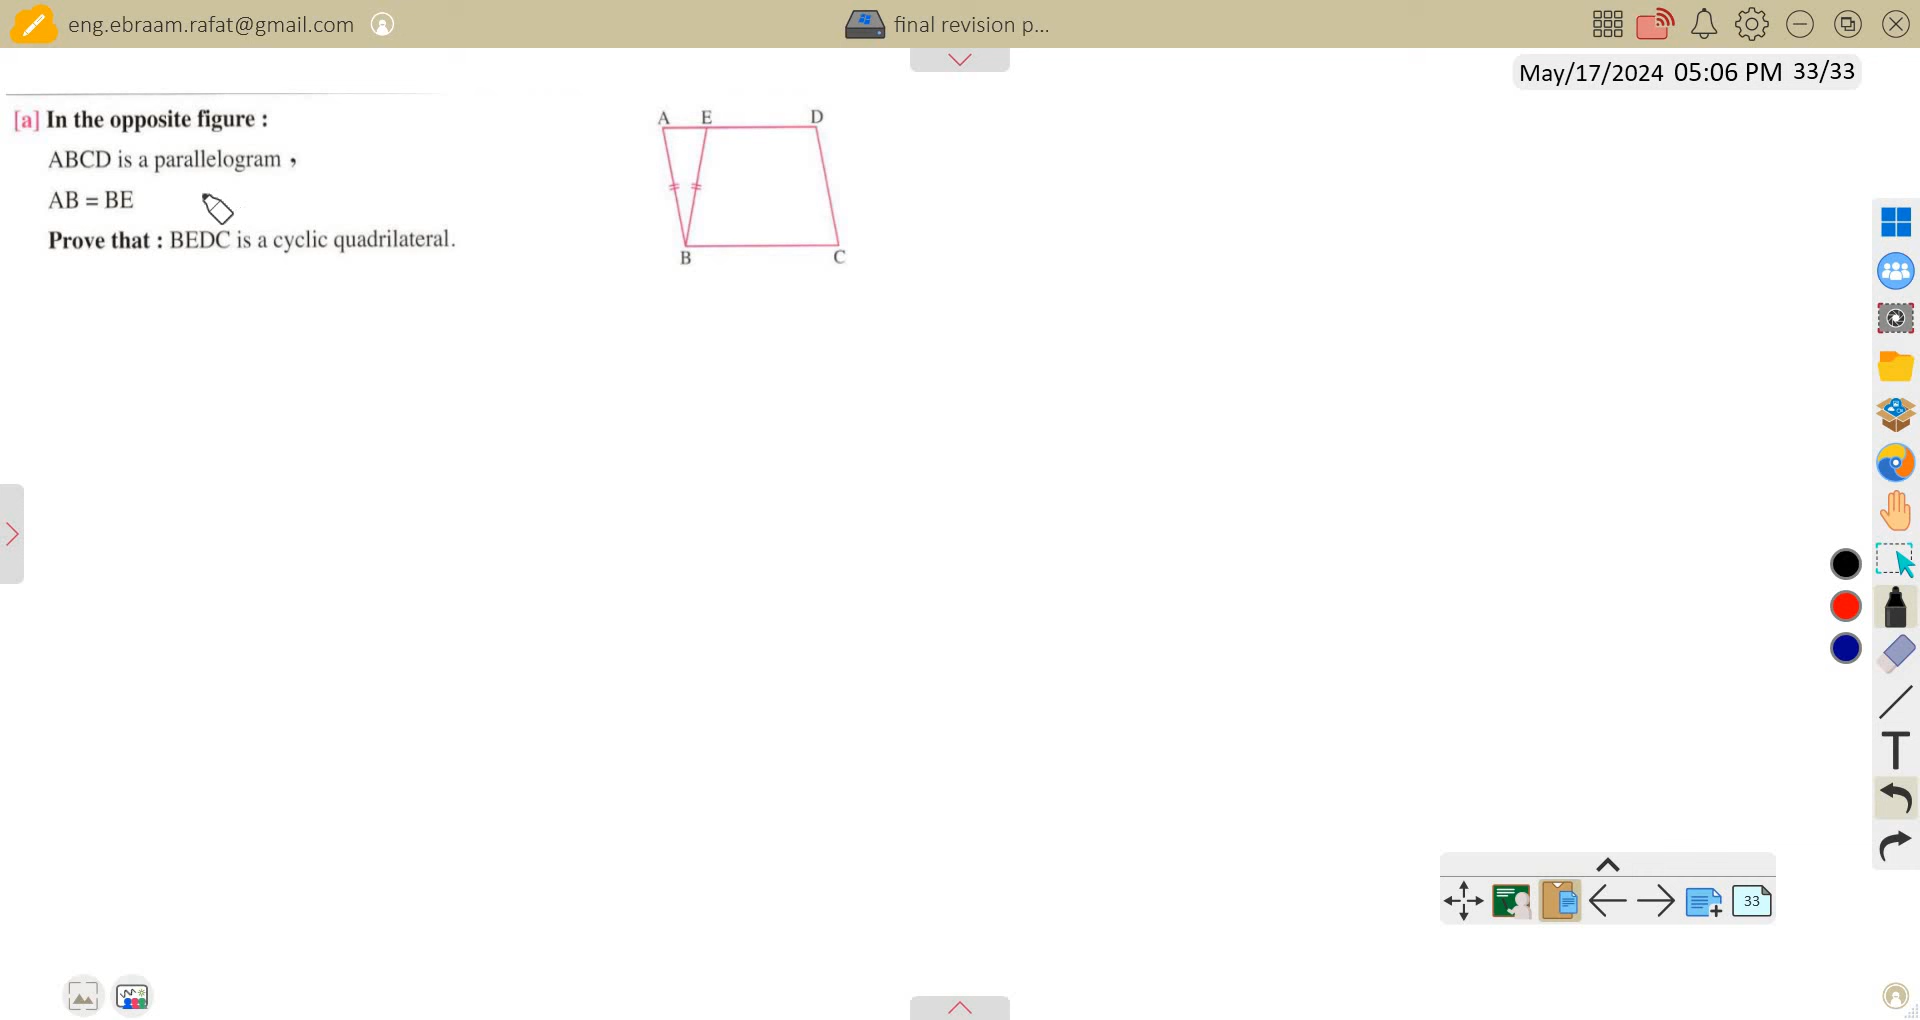 eng.ebraam.rafat@gmail.com
final revision p...
May/17/2024 05:06 PM 33/33
[a] In the opposite figure :
ABCD is a parallelogram ,
AB = BE
Prove that : BEDC is a cyclic quadrilateral.
A E D
B C
T
33